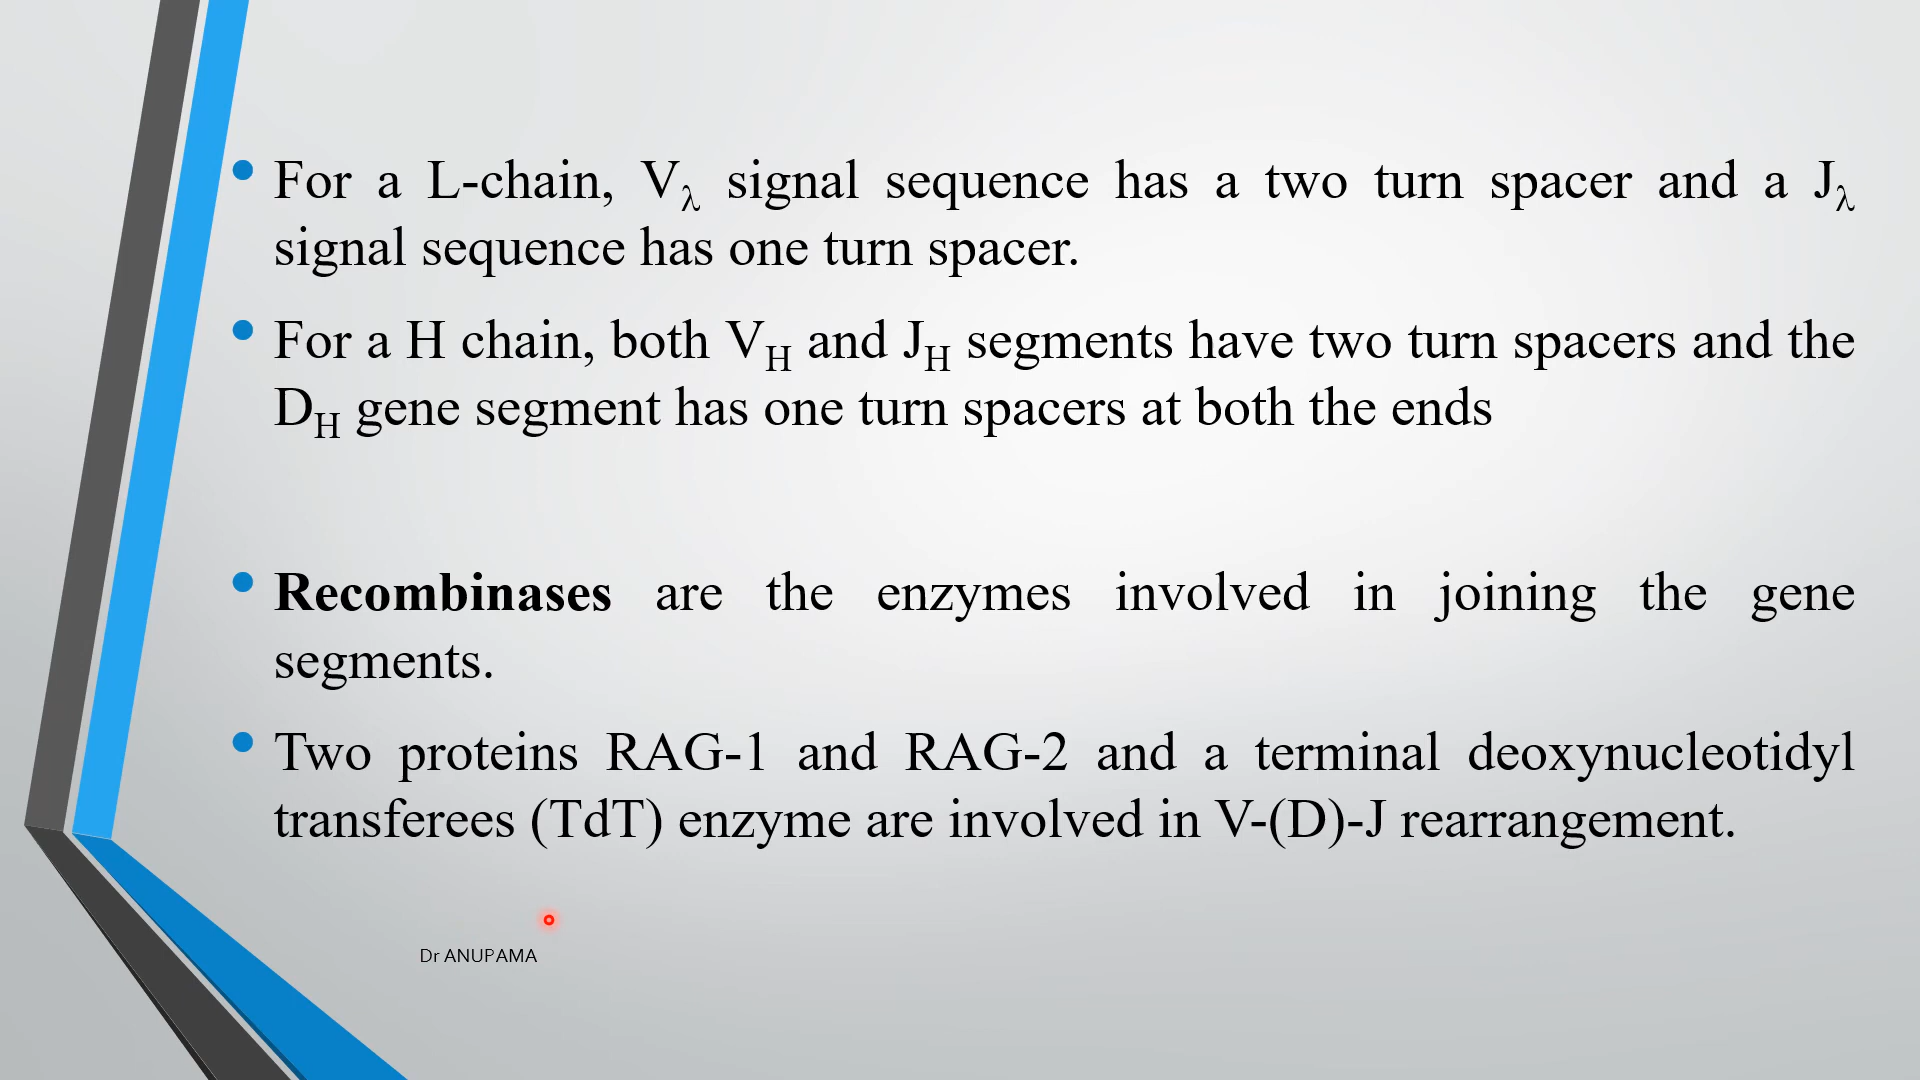 • For a L-chain, Vλ signal sequence has a two turn spacer and a Jλ
signal sequence has one turn spacer.
• For a H chain, both VH and JH segments have two turn spacers and the
DH gene segment has one turn spacers at both the ends
• Recombinases are the enzymes involved in joining the gene
segments.
• Two proteins RAG-1 and RAG-2 and a terminal deoxynucleotidyl
transferees (TdT) enzyme are involved in V-(D)-J rearrangement.
Dr ANUPAMA